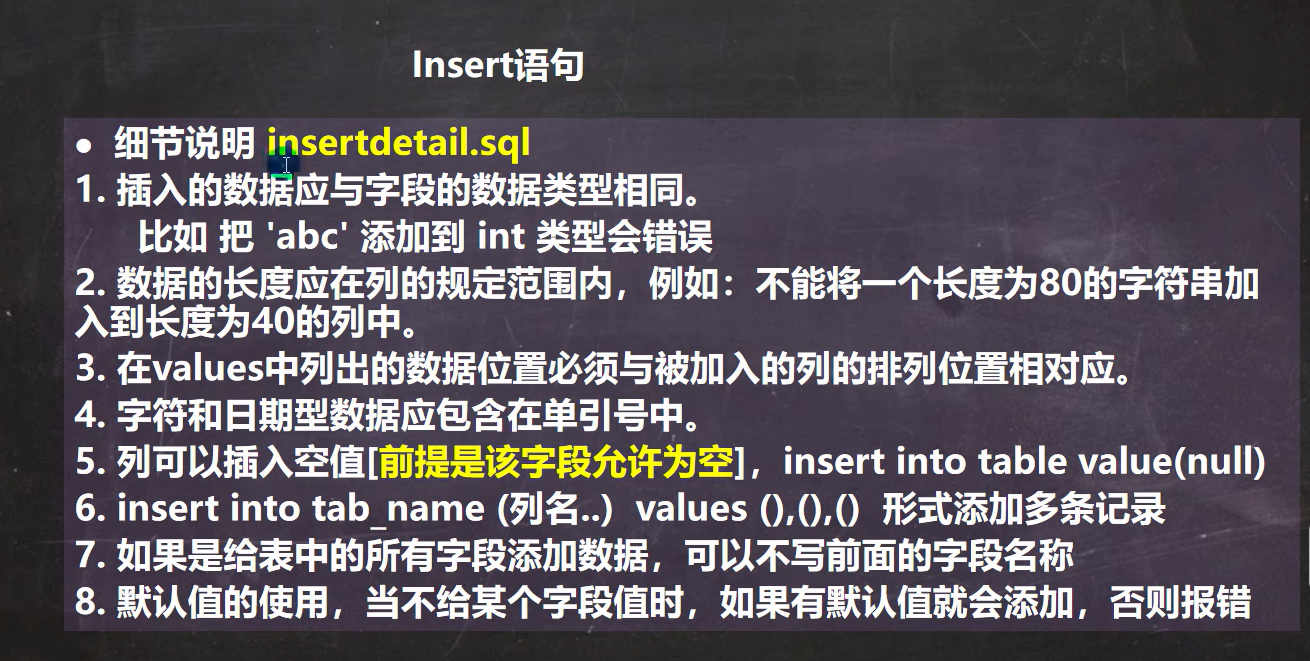 Insert语句
● 细节说明 insertdetail.sql
1. 插入的数据应与字段的数据类型相同。
比如 把 'abc' 添加到 int 类型会错误
2. 数据的长度应在列的规定范围内，例如：不能将一个长度为80的字符串加
入到长度为40的列中。
3. 在values中列出的数据位置必须与被加入的列的排列位置相对应。
4. 字符和日期型数据应包含在单引号中。
5. 列可以插入空值[前提是该字段允许为空]，insert into table value(null)
6. insert into tab_name (列名..) values (),(),() 形式添加多条记录
7. 如果是给表中的所有字段添加数据，可以不写前面的字段名称
8. 默认值的使用，当不给某个字段值时，如果有默认值就会添加，否则报错